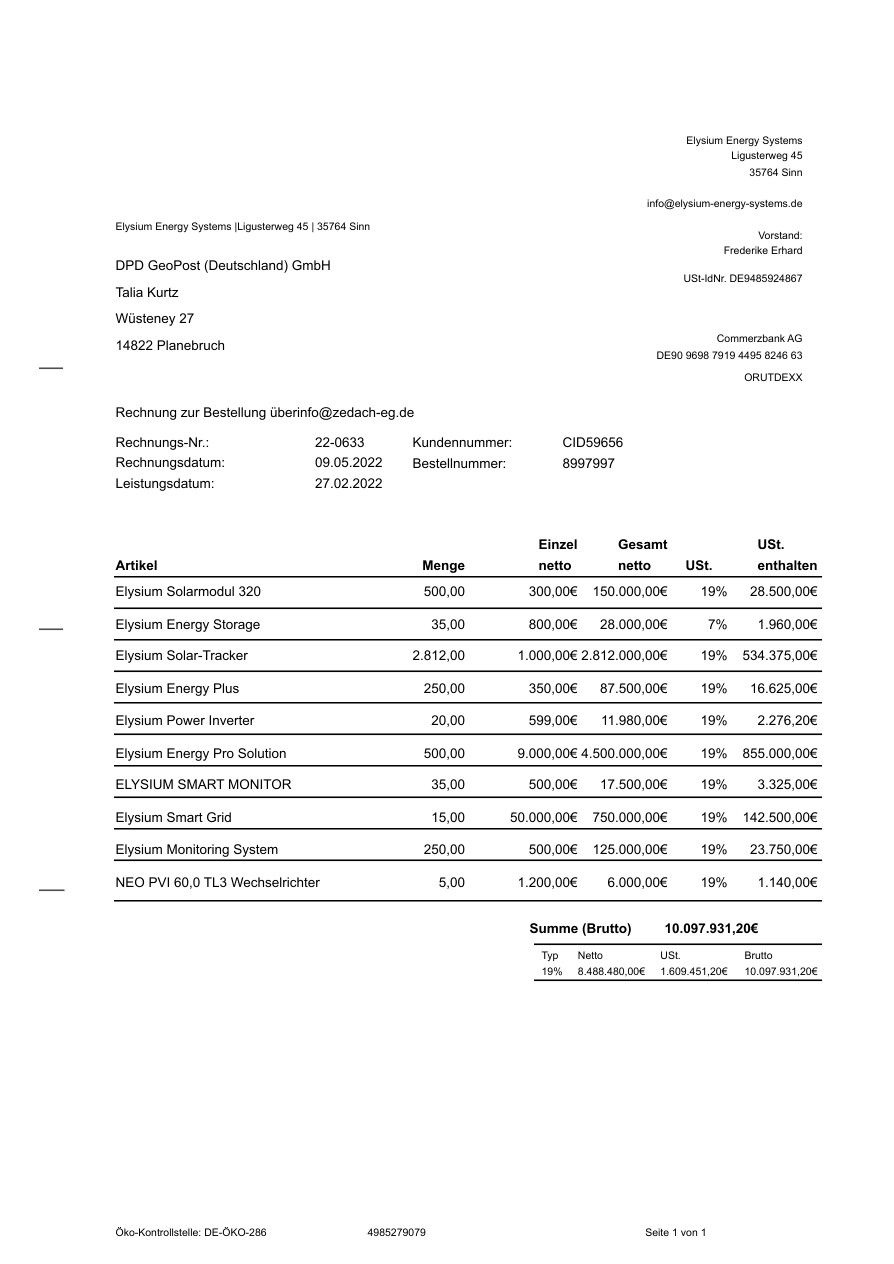 Elysium Energy Systems
Ligusterweg 45
35764 Sinn
info@elysium-energy-systems.de
Elysium Energy Systems |Ligusterweg 45 | 35764 Sinn
Vorstand:
Frederike Erhard
DPD GeoPost (Deutschland) GmbH
USt-IdNr. DE9485924867
Talia Kurtz
Wüsteney 27
14822 Planebruch
Commerzbank AG
DE90 9698 7919 4495 8246 63
ORUTDEXX
Rechnung zur Bestellung überinfo@zedach-eg.de
Rechnungs-Nr.: 22-0633 Kundennummer: CID59656
Rechnungsdatum: 09.05.2022 Bestellnummer: 8997997
Leistungsdatum: 27.02.2022
Einzel Gesamt USt.
Artikel Menge netto netto USt. enthalten
Elysium Solarmodul 320 500,00 300,00€ 150.000,00€ 19% 28.500,00€
Elysium Energy Storage 35,00 800,00€ 28.000,00€ 7% 1.960,00€
Elysium Solar-Tracker 2.812,00 1.000,00€ 2.812.000,00€ 19% 534.375,00€
Elysium Energy Plus 250,00 350,00€ 87.500,00€ 19% 16.625,00€
Elysium Power Inverter 20,00 599,00€ 11.980,00€ 19% 2.276,20€
Elysium Energy Pro Solution 500,00 9.000,00€ 4.500.000,00€ 19% 855.000,00€
ELYSIUM SMART MONITOR 35,00 500,00€ 17.500,00€ 19% 3.325,00€
Elysium Smart Grid 15,00 50.000,00€ 750.000,00€ 19% 142.500,00€
Elysium Monitoring System 250,00 500,00€ 125.000,00€ 19% 23.750,00€
NEO PVI 60,0 TL3 Wechselrichter 5,00 1.200,00€ 6.000,00€ 19% 1.140,00€
Summe (Brutto) 10.097.931,20€
Typ Netto USt. Brutto
19% 8.488.480,00€ 1.609.451,20€ 10.097.931,20€
Öko-Kontrollstelle: DE-ÖKO-286 4985279079 Seite 1 von 1